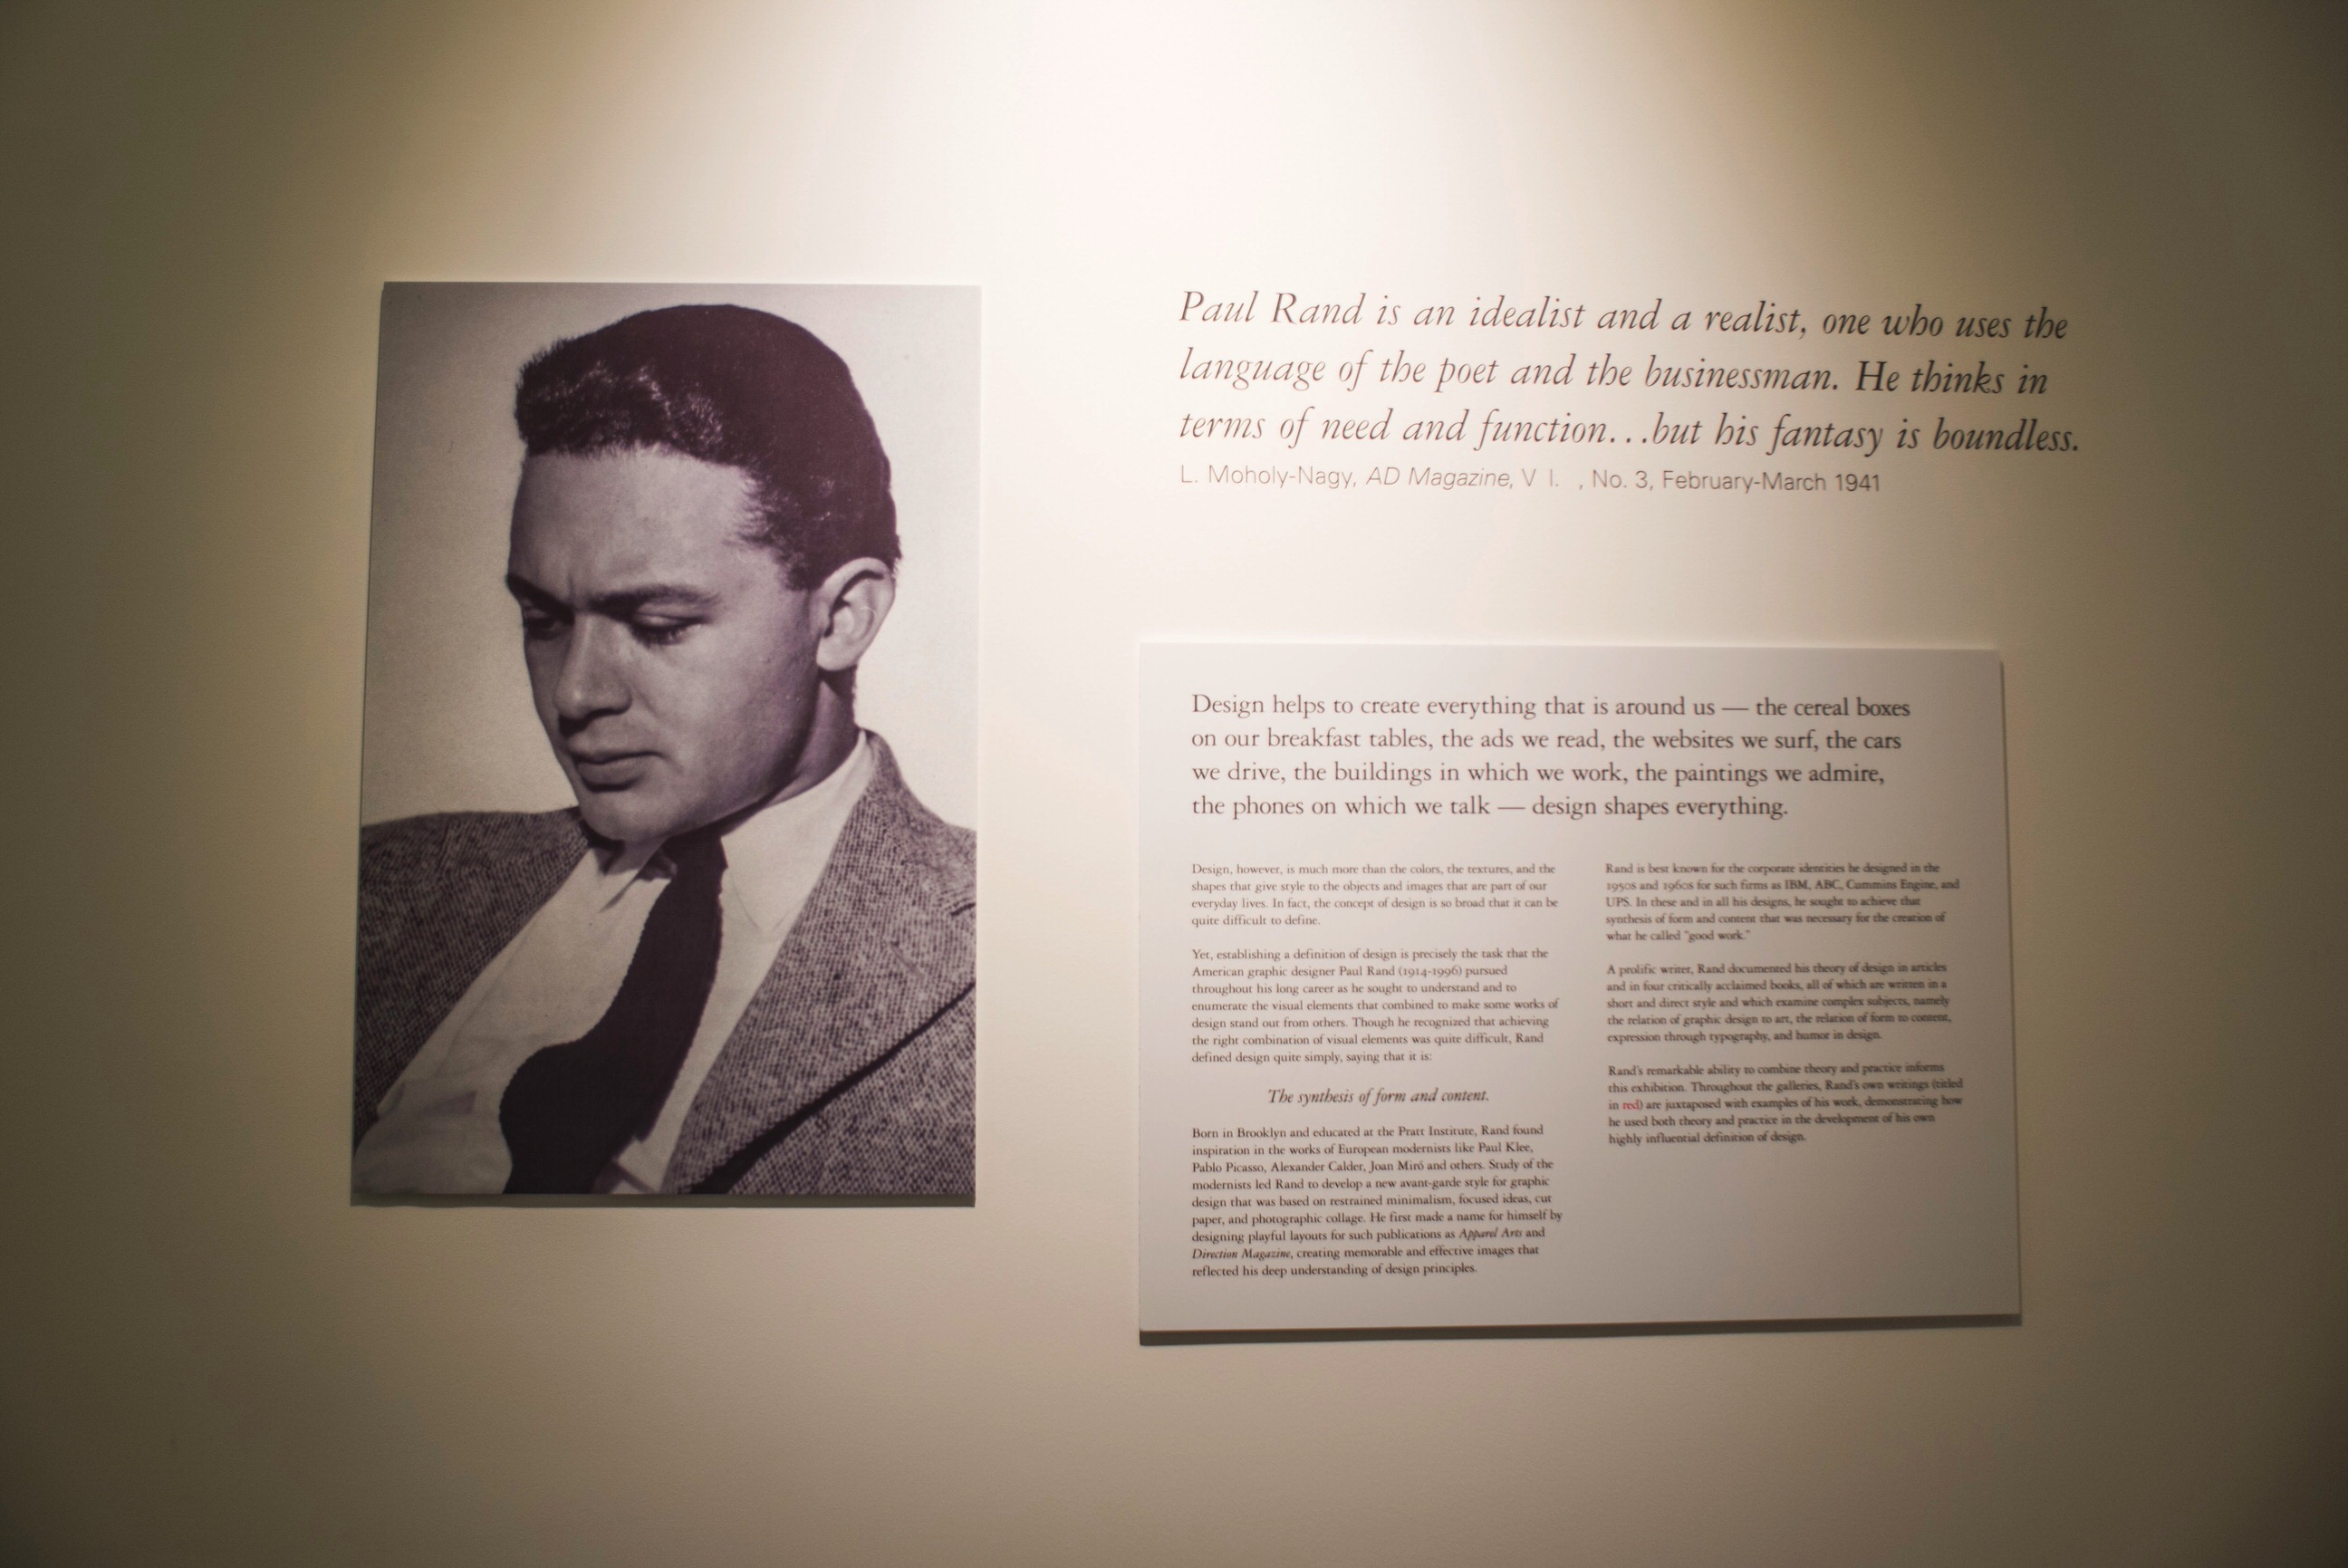 Paul Rand is an idealist and a realist, one who uses the
language of the poet and the businessman. He thinks in
terms of need and function...but his fantasy is boundless.
L. Moholy-Nagy, AD Magazine, V l. , No. 3, February-March 1941
Design helps to create everything that is around us — the cereal boxes
on our breakfast tables, the ads we read, the websites we surf, the cars
we drive, the buildings in which we work, the paintings we admire,
the phones on which we talk — design shapes everything.
Design, however, is much more than the colors, the textures, and the
shapes that give style to the objects and images that are part of our
everyday lives. In fact, the concept of design is so broad that it can be
quite difficult to define.
Yet, establishing a definition of design is precisely the task that the
American graphic designer Paul Rand (1914-1996) pursued
throughout his long career as he sought to understand and to
enumerate the visual elements that combined to make some works of
design stand out from others. Though he recognized that achieving
the right combination of visual elements was quite difficult, Rand
defined design quite simply, saying that it is:
The synthesis of form and content.
Born in Brooklyn and educated at the Pratt Institute, Rand found
inspiration in the works of European modernists like Paul Klee,
Pablo Picasso, Alexander Calder, Joan Miró and others. Study of the
modernists led Rand to develop a new avant-garde style for graphic
design that was based on restrained minimalism, focused ideas, cut
paper, and photographic collage. He first made a name for himself by
designing playful layouts for such publications as Apparel Arts and
Direction Magazine, creating memorable and effective images that
reflected his deep understanding of design principles.
Rand is best known for the corporate identities he designed in the
1950s and 1960s for such firms as IBM, ABC, Cummins Engine, and
UPS. In these and in all his designs, he sought to achieve that
synthesis of form and content that was necessary for the creation of
what he called "good work."
A prolific writer, Rand documented his theory of design in articles
and in four critically acclaimed books, all of which are written in a
short and direct style and which examine complex subjects, namely
the relation of graphic design to art, the relation of form to content,
expression through typography, and humor in design.
Rand's remarkable ability to combine theory and practice informs
this exhibition. Throughout the galleries, Rand's own writings (titled
in red) are juxtaposed with examples of his work, demonstrating how
he used both theory and practice in the development of his own
highly influential definition of design.